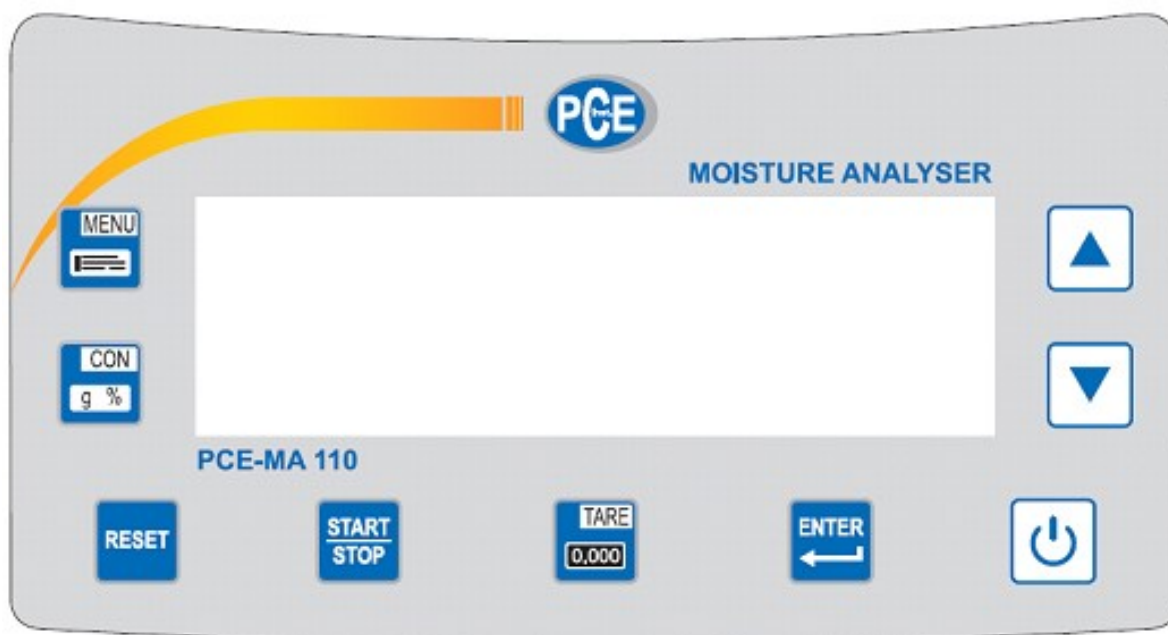 PCE
MOISTURE ANALYSER
MENU
CON
g %
PCE-MA 110
RESET
START
STOP
TARE
0,000
ENTER